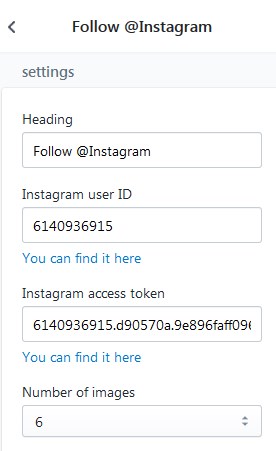 Follow @Instagram
settings
Heading
Follow @Instagram
Instagram user ID
6140936915
You can find it here
Instagram access token
6140936915.d90570a.9e896faff09
You can find it here
Number of images
6